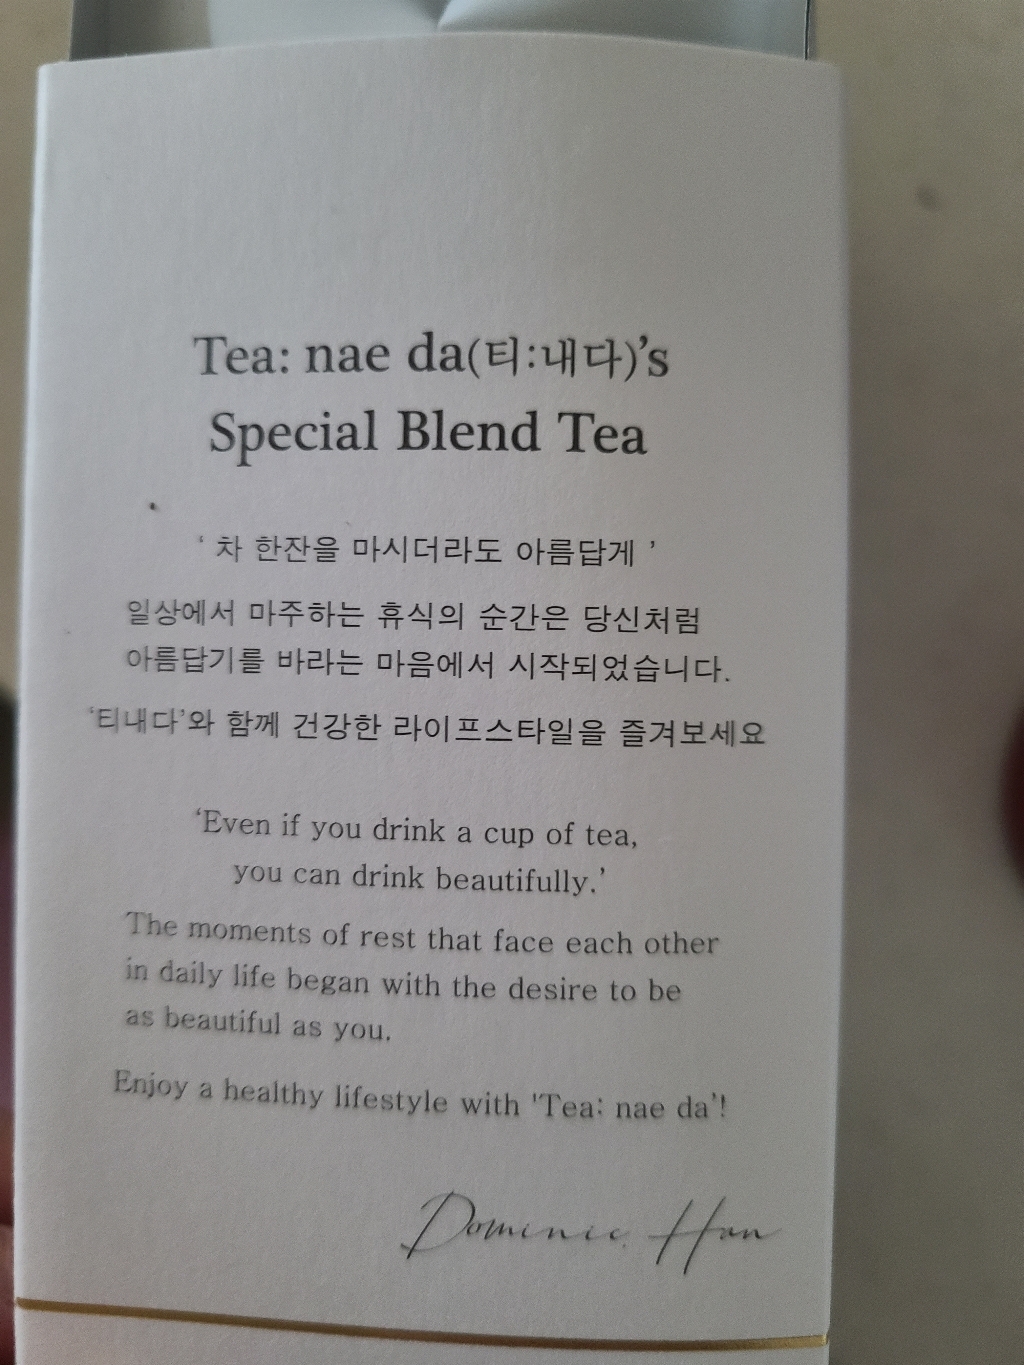 Tea: nae da(티:내다)’s
Special Blend Tea
‘ 차 한잔을 마시더라도 아름답게 ’
일상에서 마주하는 휴식의 순간은 당신처럼
아름답기를 바라는 마음에서 시작되었습니다.
‘티내다’와 함께 건강한 라이프스타일을 즐겨보세요
‘Even if you drink a cup of tea,
you can drink beautifully.’
The moments of rest that face each other
in daily life began with the desire to be
as beautiful as you.
Enjoy a healthy lifestyle with 'Tea: nae da’!
Dominic Han